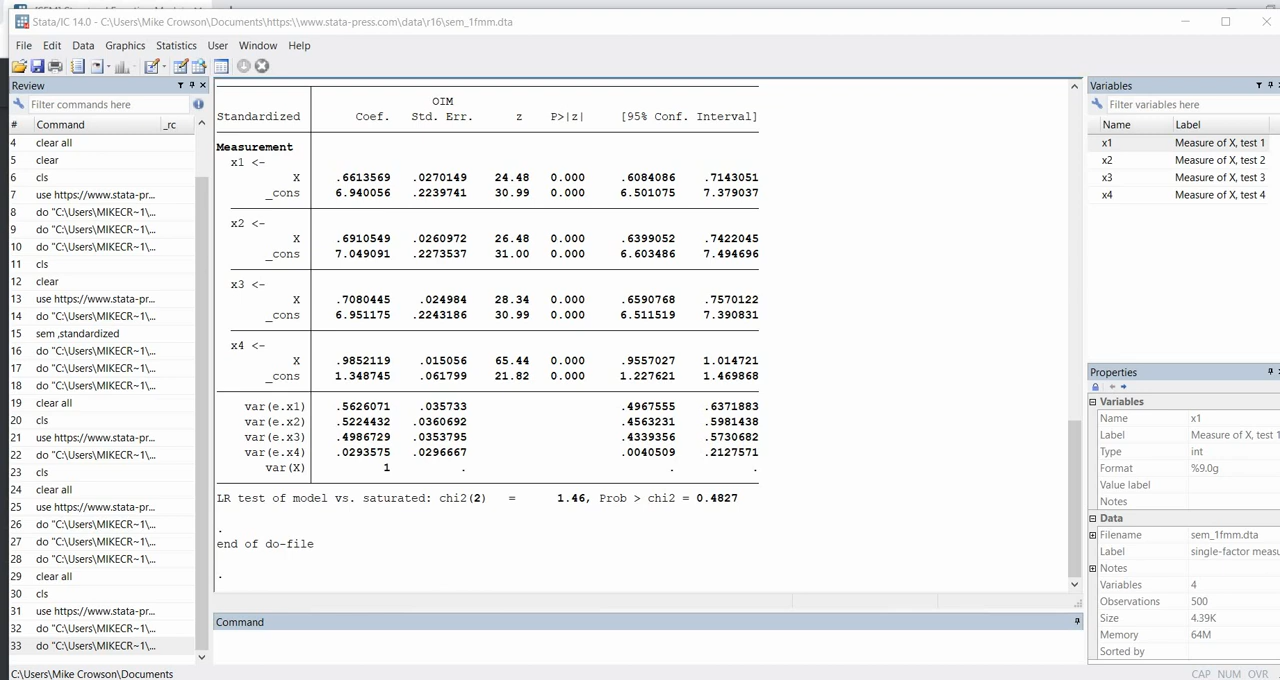 Stata/IC 14.0 - C:\Users\Mike Crowson\Documents\https\\www.stata-press.com\data\r16\sem_1fmm.dta
File Edit Data Graphics Statistics User Window Help
Review
Filter commands here
# Command _rc
4 clear all
5 clear
6 cls
7 use https://www.stata-pr...
8 do "C:\Users\MIKECR~1\...
9 do "C:\Users\MIKECR~1\...
10 do "C:\Users\MIKECR~1\...
11 cls
12 clear
13 use https://www.stata-pr...
14 do "C:\Users\MIKECR~1\...
15 sem ,standardized
16 do "C:\Users\MIKECR~1\...
17 do "C:\Users\MIKECR~1\...
18 do "C:\Users\MIKECR~1\...
19 clear all
20 cls
21 use https://www.stata-pr...
22 do "C:\Users\MIKECR~1\...
23 cls
24 clear all
25 use https://www.stata-pr...
26 do "C:\Users\MIKECR~1\...
27 do "C:\Users\MIKECR~1\...
28 do "C:\Users\MIKECR~1\...
29 clear all
30 cls
31 use https://www.stata-pr...
32 do "C:\Users\MIKECR~1\...
33 do "C:\Users\MIKECR~1\...
OIM
Standardized Coef. Std. Err. z P>|z| [95% Conf. Interval]
Measurement
x1 <-
X .6613569 .0270149 24.48 0.000 .6084086 .7143051
_cons 6.940056 .2239741 30.99 0.000 6.501075 7.379037
x2 <-
X .6910549 .0260972 26.48 0.000 .6399052 .7422045
_cons 7.049091 .2273537 31.00 0.000 6.603486 7.494696
x3 <-
X .7080445 .024984 28.34 0.000 .6590768 .7570122
_cons 6.951175 .2243186 30.99 0.000 6.511519 7.390831
x4 <-
X .9852119 .015056 65.44 0.000 .9557027 1.014721
_cons 1.348745 .061799 21.82 0.000 1.227621 1.469868
var(e.x1) .5626071 .035733 .4967555 .6371883
var(e.x2) .5224432 .0360692 .4563231 .5981438
var(e.x3) .4986729 .0353795 .4339356 .5730682
var(e.x4) .0293575 .0296667 .0040509 .2127571
var(X) 1 . . .
LR test of model vs. saturated: chi2(2) = 1.46, Prob > chi2 = 0.4827
.
end of do-file
.
Command
Variables
Filter variables here
Name Label
x1 Measure of X, test 1
x2 Measure of X, test 2
x3 Measure of X, test 3
x4 Measure of X, test 4
Properties
Variables
Name x1
Label Measure of X, test 1
Type int
Format %9.0g
Value label
Notes
Data
Filename sem_1fmm.dta
Label single-factor measu
Notes
Variables 4
Observations 500
Size 4.39K
Memory 64M
Sorted by
C:\Users\Mike Crowson\Documents
CAP NUM OVR